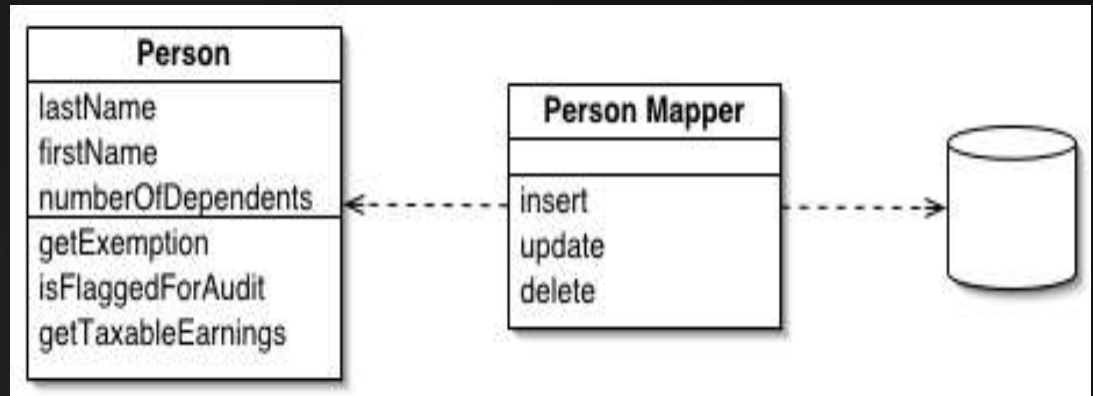 Person
lastName
firstName
numberOfDependents
getExemption
isFlaggedForAudit
getTaxableEarnings
Person Mapper
insert
update
delete